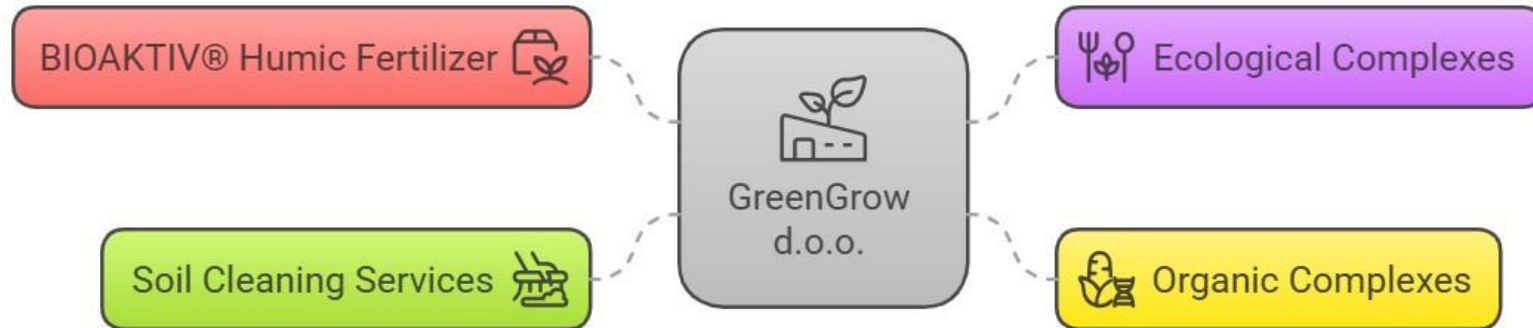 BIOAKTIV® Humic Fertilizer
Ecological Complexes
GreenGrow
d.o.o.
Soil Cleaning Services
Organic Complexes